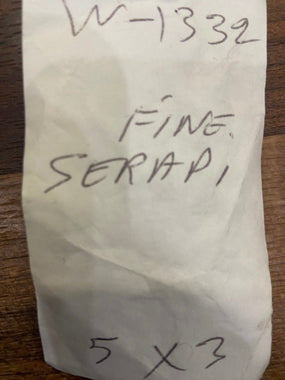 W-1332
FINE.
SERAPI
5 X 3